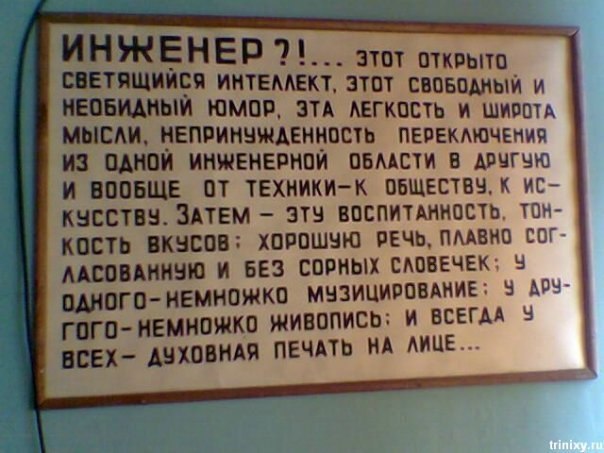 ИНЖЕНЕР?!... ЭТОТ ОТКРЫТО
СВЕТЯЩИЙСЯ ИНТЕЛЛЕКТ, ЭТОТ СВОБОДНЫЙ И
НЕОБИДНЫЙ ЮМОР, ЭТА ЛЕГКОСТЬ И ШИРОТА
МЫСЛИ, НЕПРИНУЖДЕННОСТЬ ПЕРЕКЛЮЧЕНИЯ
ИЗ ОДНОЙ ИНЖЕНЕРНОЙ ОБЛАСТИ В ДРУГУЮ
И ВООБЩЕ ОТ ТЕХНИКИ–К ОБЩЕСТВУ, К ИС–
КУССТВУ. ЗАТЕМ – ЭТУ ВОСПИТАННОСТЬ, ТОН-
КОСТЬ ВКУСОВ; ХОРОШУЮ РЕЧЬ, ПЛАВНО СОГ-
ЛАСОВАННУЮ И БЕЗ СОРНЫХ СЛОВЕЧЕК; У
ОДНОГО–НЕМНОЖКО МУЗИЦИРОВАНИЕ; У ДРУ-
ГОГО–НЕМНОЖКО ЖИВОПИСЬ; И ВСЕГДА У
ВСЕХ– ДУХОВНАЯ ПЕЧАТЬ НА ЛИЦЕ...
trinixy.ru